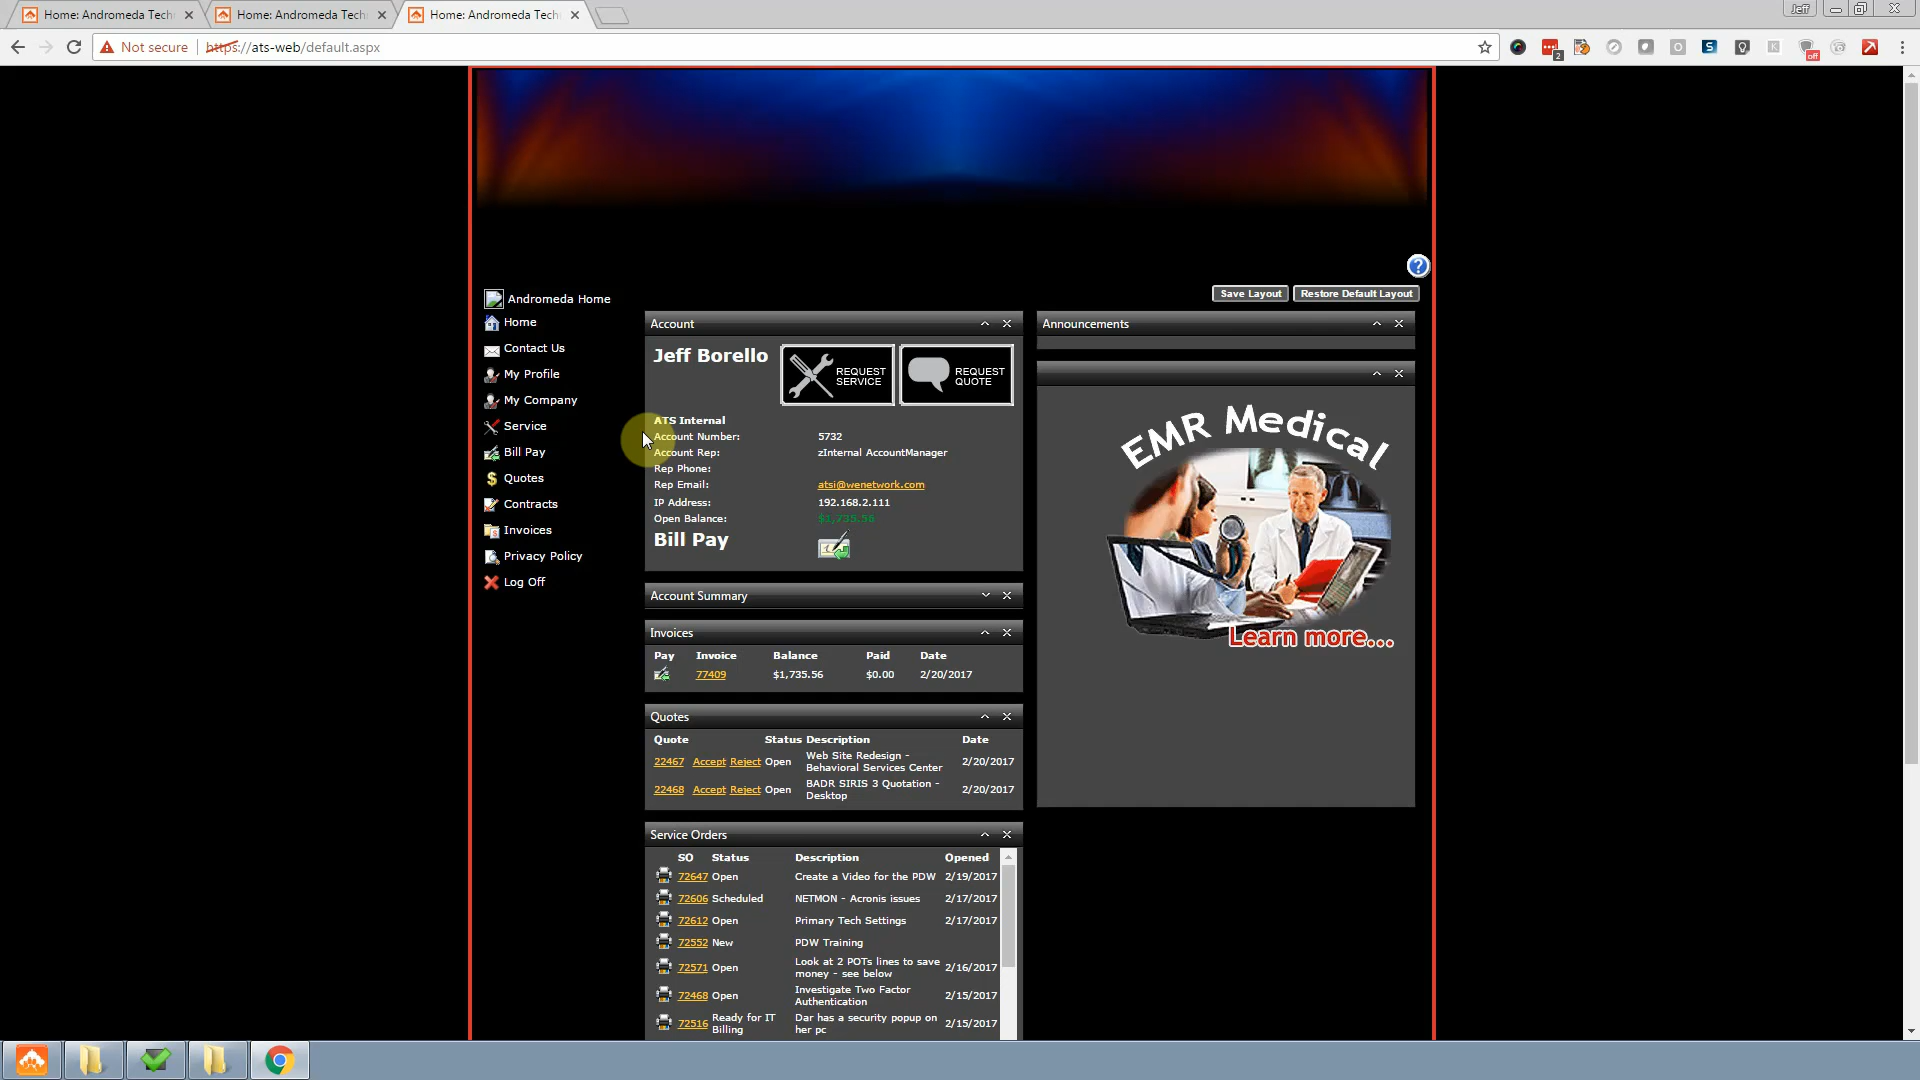 Home: Andromeda Tech
Home: Andromeda Tech
Home: Andromeda Tech
Jeff
Not secure
https://ats-web/default.aspx
2
S
O
K
off
?
Andromeda Home
Home
Contact Us
My Profile
My Company
Service
Bill Pay
Quotes
Contracts
Invoices
Privacy Policy
Log Off
Save Layout
Restore Default Layout
Account
Jeff Borello
REQUEST SERVICE
REQUEST QUOTE
ATS Internal
Account Number: 5732
Account Rep: zInternal AccountManager
Rep Phone:
Rep Email: atsi@wenetwork.com
IP Address: 192.168.2.111
Open Balance: $1,735.56
Bill Pay
Account Summary
Invoices
Pay Invoice Balance Paid Date
77409 $1,735.56 $0.00 2/20/2017
Quotes
Quote Status Description Date
22467 Accept Reject Open Web Site Redesign - Behavioral Services Center 2/20/2017
22468 Accept Reject Open BADR SIRIS 3 Quotation - Desktop 2/20/2017
Service Orders
SO Status Description Opened
72647 Open Create a Video for the PDW 2/19/2017
72606 Scheduled NETMON - Acronis issues 2/17/2017
72612 Open Primary Tech Settings 2/17/2017
72552 New PDW Training
72571 Open Look at 2 POTs lines to save money - see below 2/16/2017
72468 Open Investigate Two Factor Authentication 2/15/2017
72516 Ready for IT Billing Dar has a security popup on her pc 2/15/2017
Announcements
EMR Medical
Learn more...